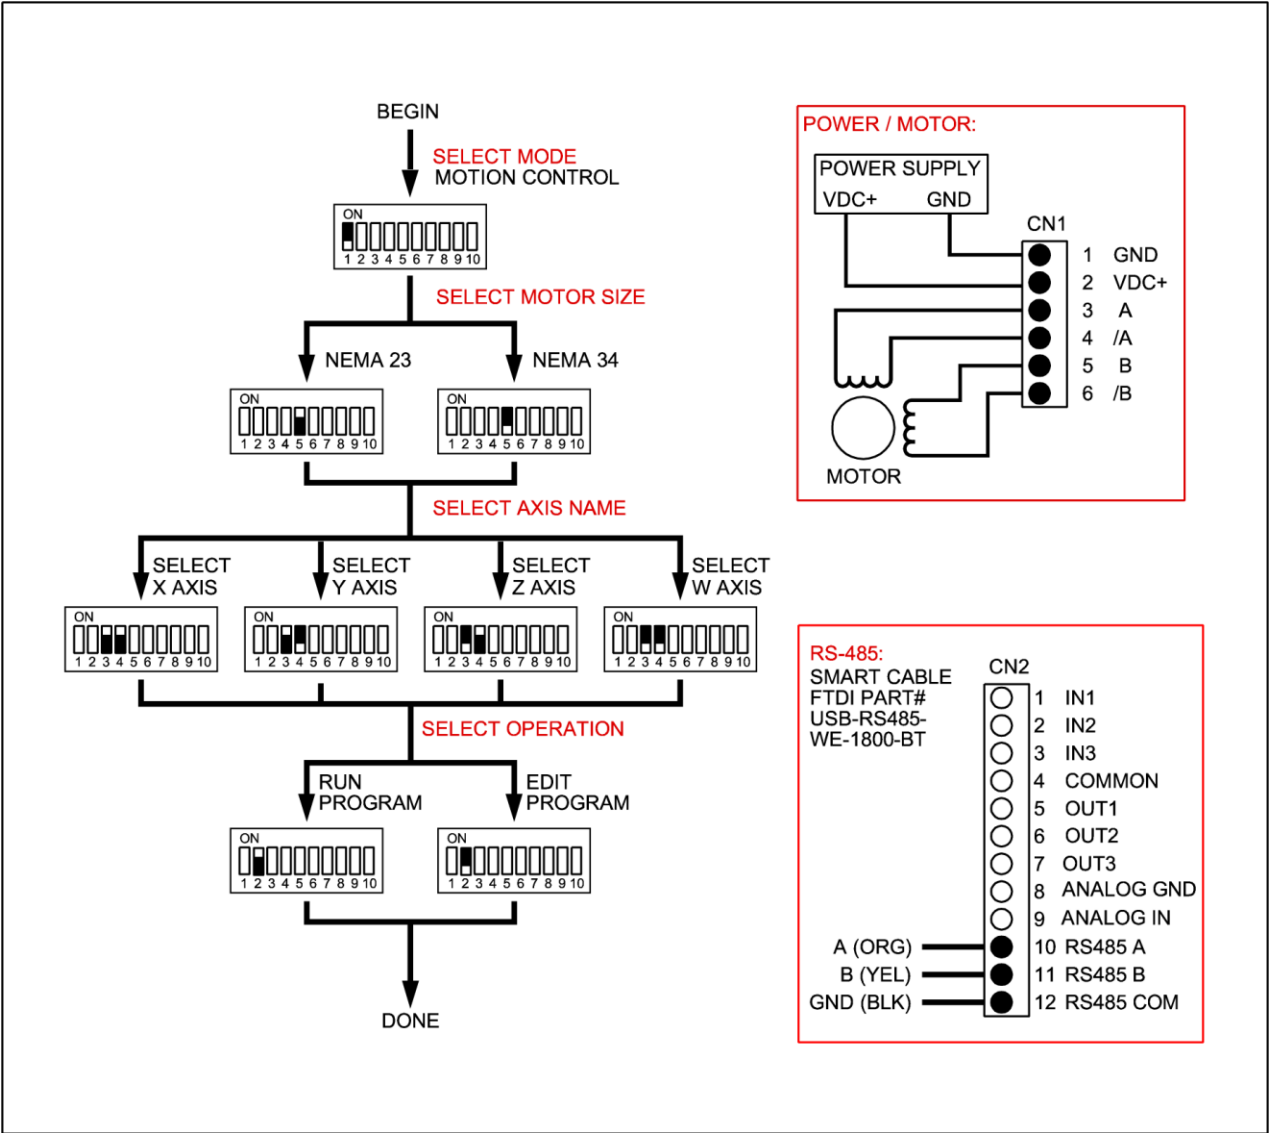 BEGIN
SELECT MODE
MOTION CONTROL
ON
1 2 3 4 5 6 7 8 9 10
SELECT MOTOR SIZE
NEMA 23
NEMA 34
ON
1 2 3 4 5 6 7 8 9 10
ON
1 2 3 4 5 6 7 8 9 10
SELECT AXIS NAME
SELECT
X AXIS
SELECT
Y AXIS
SELECT
Z AXIS
SELECT
W AXIS
ON
1 2 3 4 5 6 7 8 9 10
ON
1 2 3 4 5 6 7 8 9 10
ON
1 2 3 4 5 6 7 8 9 10
ON
1 2 3 4 5 6 7 8 9 10
SELECT OPERATION
RUN
PROGRAM
EDIT
PROGRAM
ON
1 2 3 4 5 6 7 8 9 10
ON
1 2 3 4 5 6 7 8 9 10
DONE
POWER / MOTOR:
POWER SUPPLY
VDC+ GND
CN1
1 GND
2 VDC+
3 A
4 /A
5 B
6 /B
MOTOR
RS-485:
SMART CABLE
FTDI PART#
USB-RS485-
WE-1800-BT
CN2
1 IN1
2 IN2
3 IN3
4 COMMON
5 OUT1
6 OUT2
7 OUT3
8 ANALOG GND
9 ANALOG IN
A (ORG) 10 RS485 A
B (YEL) 11 RS485 B
GND (BLK) 12 RS485 COM